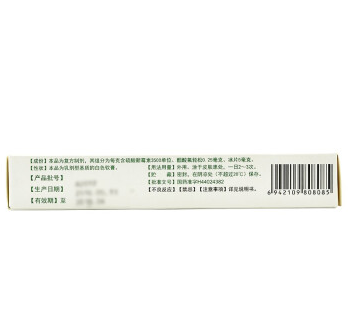 【成份】本品为复方制剂，其组分为每克含硫酸新霉素3500单位，醋酸氟轻松0.25毫克，冰片5毫克。
【性状】本品为乳剂型基质的白色软膏。
【用法用量】外用，涂于皮肤患处，一日2~3次。
【产品批号】
【贮 藏】密封，在阴凉处（不超过20℃）保存。
【生产日期】
【批准文号】国药准字H44024382
【有效期】至
【不良反应】【禁忌】【注意事项】详见说明书。
6 942109 808085